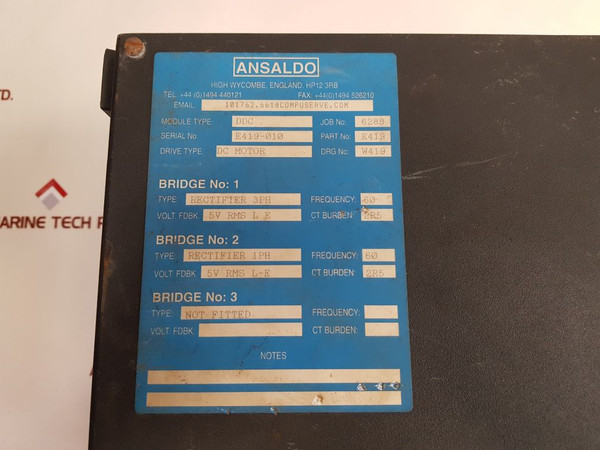 ANSALDO
HIGH WYCOMBE, ENGLAND, HP12 3RB
TEL. +44 (0)1494 440121 FAX: +44(0)1494 526210
EMAIL: 101762.661@COMPUSERVE.COM
MODULE TYPE: DDC JOB No: 6288
SERIAL No: E419-010 PART No: E419
DRIVE TYPE: DC MOTOR DRG No: W419
BRIDGE No: 1
TYPE: RECTIFIER 3PH FREQUENCY: 60
VOLT. FDBK: 5V RMS L-E CT BURDEN: 2R5
BRIDGE No: 2
TYPE: RECTIFIER 1PH FREQUENCY: 60
VOLT FDBK: 5V RMS L-E CT BURDEN: 2R5
BRIDGE No: 3
TYPE: NOT FITTED FREQUENCY:
VOLT FDBK: CT BURDEN:
NOTES
TD.
ARINE TECH